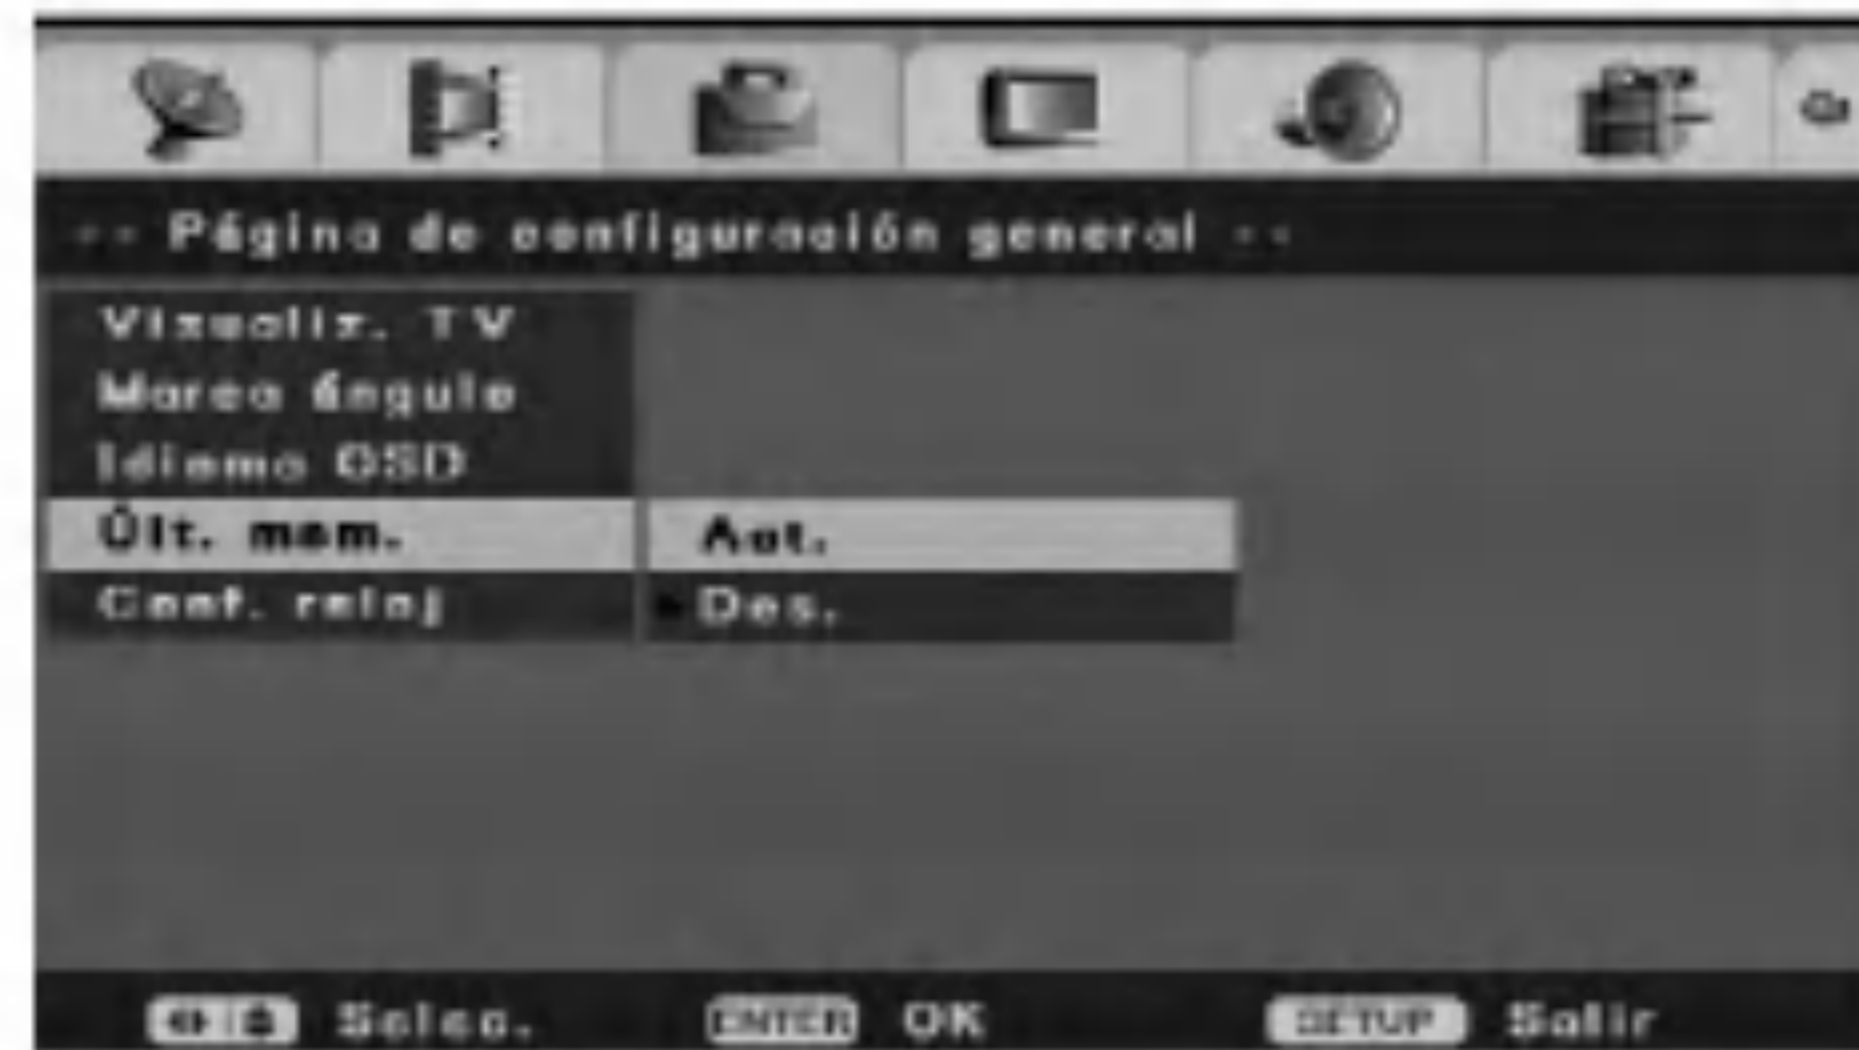 -- Página de configuración general --
Visualiz. TV
Marca ángulo
Idioma OSD
Últ. mem.
Act.
Conf. reloj
Des.
Selec.
ENTER OK
SETUP Salir